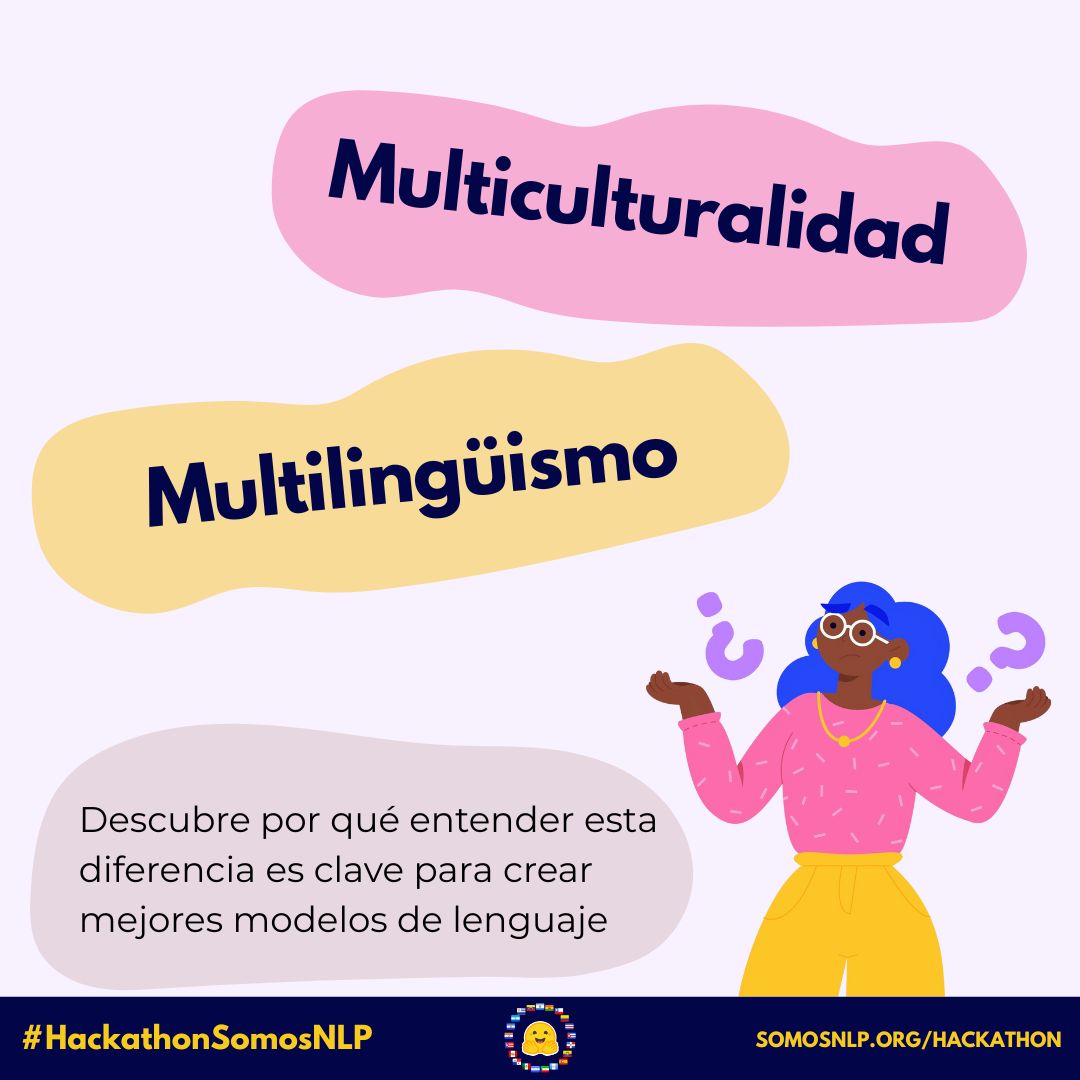 Multiculturalidad
Multilingüismo
¿ ?
Descubre por qué entender esta
diferencia es clave para crear
mejores modelos de lenguaje
#HackathonSomosNLP
SOMOSNLP.ORG/HACKATHON